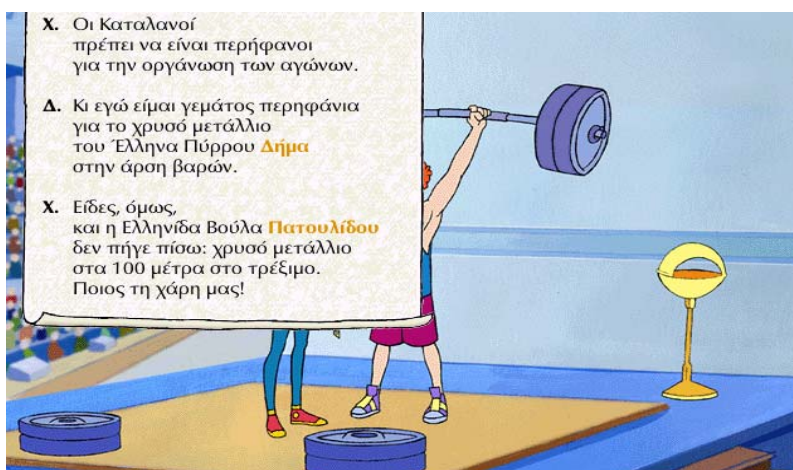 Χ. Οι Καταλανοί
πρέπει να είναι περήφανοι
για την οργάνωση των αγώνων.
Δ. Κι εγώ είμαι γεμάτος περηφάνια
για το χρυσό μετάλλιο
του Έλληνα Πύρρου Δήμα
στην άρση βαρών.
Χ. Είδες, όμως,
και η Ελληνίδα Βούλα Πατουλίδου
δεν πήγε πίσω: χρυσό μετάλλιο
στα 100 μέτρα στο τρέξιμο.
Ποιος τη χάρη μας!